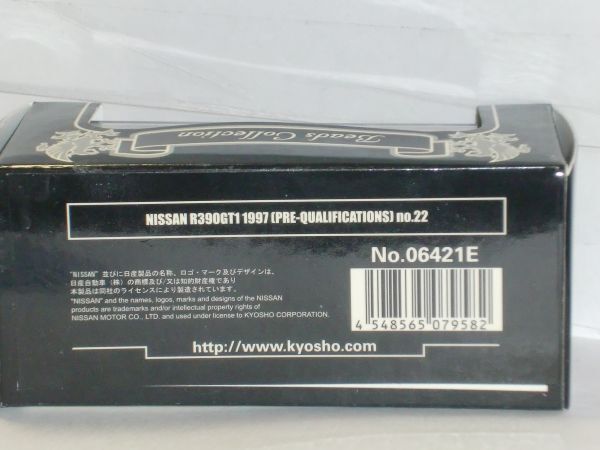 Beads Collection
NISSAN R390GT1 1997 (PRE-QUALIFICATIONS) no.22
No.06421E
"NISSAN" 並びに日産製品の名称、ロゴ・マーク及びデザインは、
日産自動車(株)の商標及び/又は知的財産権であり
本製品は同社のライセンスにより製造されています。
"NISSAN" and the names, logos, marks and designs of the NISSAN
products are trademarks and/or intellectual property rights of
NISSAN MOTOR CO., LTD. and used under license to KYOSHO CORPORATION.
4 548565 079582
http://www.kyosho.com